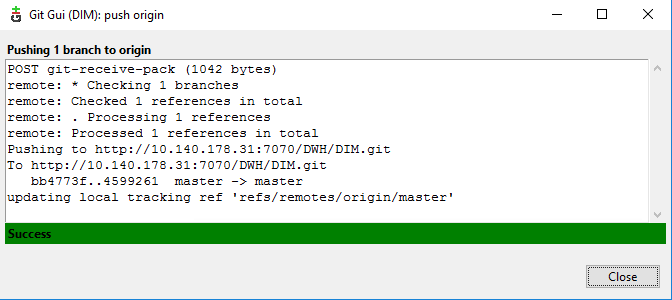 Git Gui (DIM): push origin
Pushing 1 branch to origin
POST git-receive-pack (1042 bytes)
remote: * Checking 1 branches
remote: Checked 1 references in total
remote: . Processing 1 references
remote: Processed 1 references in total
Pushing to http://10.140.178.31:7070/DWH/DIM.git
To http://10.140.178.31:7070/DWH/DIM.git
   bb4773f..4599261  master -> master
updating local tracking ref 'refs/remotes/origin/master'
Success
Close